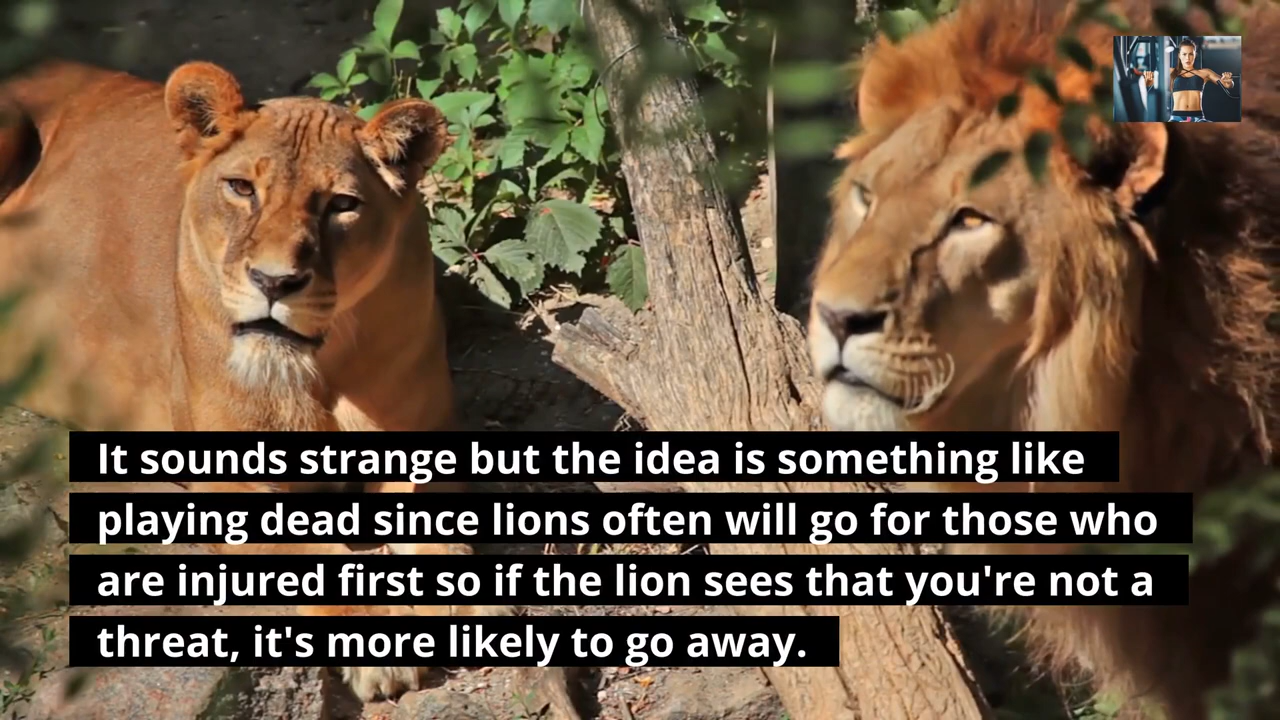 It sounds strange but the idea is something like
playing dead since lions often will go for those who
are injured first so if the lion sees that you're not a
threat, it's more likely to go away.